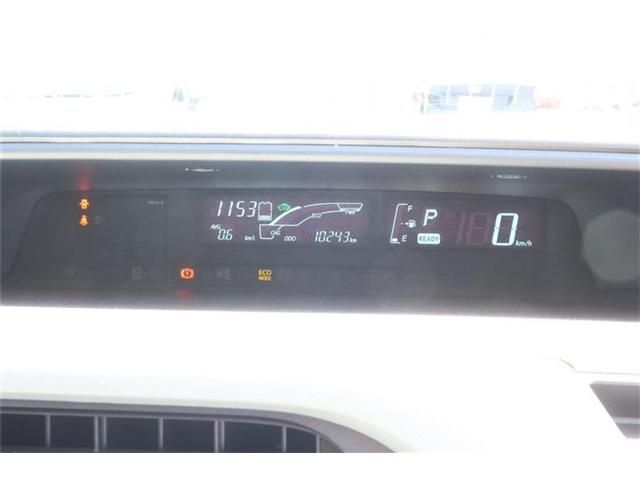 1153
AVG
0.6 km/L
CHG ECO PWR
ODO 10243 km
F
E
P
READY
0 km/h
ECO
MODE